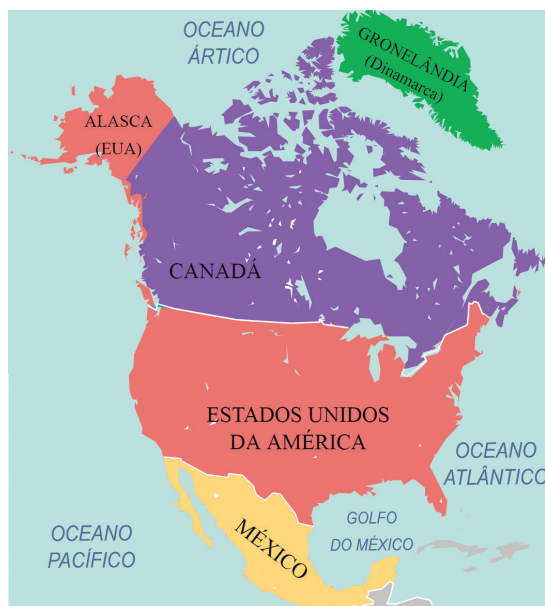 OCEANO
ÁRTICO
GRONELÂNDIA
(Dinamarca)
ALASCA
(EUA)
CANADÁ
ESTADOS UNIDOS
DA AMÉRICA
OCEANO
ATLÂNTICO
OCEANO
PACÍFICO
MÉXICO
GOLFO
DO MÉXICO